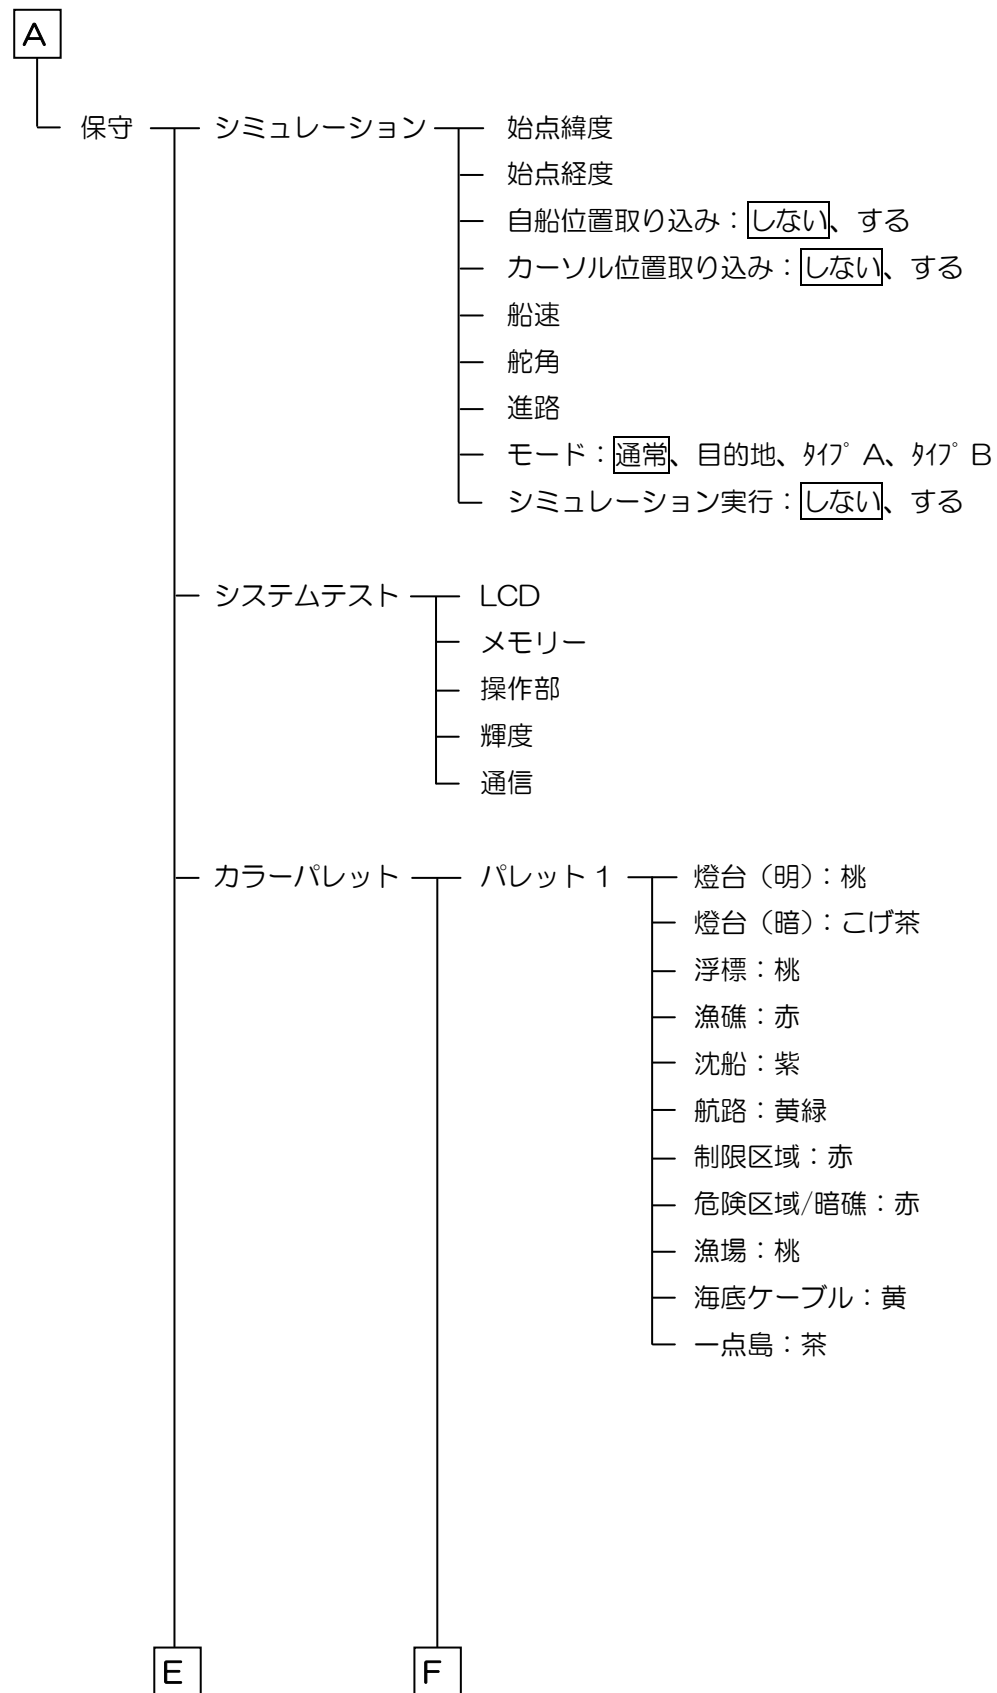 A
保守 シミュレーション 始点緯度
始点経度
自船位置取り込み：しない、する
カーソル位置取り込み：しない、する
船速
舵角
進路
モード：通常、目的地、ﾀｲﾌﾟ A、ﾀｲﾌﾟ B
シミュレーション実行：しない、する
システムテスト LCD
メモリー
操作部
輝度
通信
カラーパレット パレット 1 燈台（明）：桃
燈台（暗）：こげ茶
浮標：桃
漁礁：赤
沈船：紫
航路：黄緑
制限区域：赤
危険区域/暗礁：赤
漁場：桃
海底ケーブル：黄
一点島：茶
E F